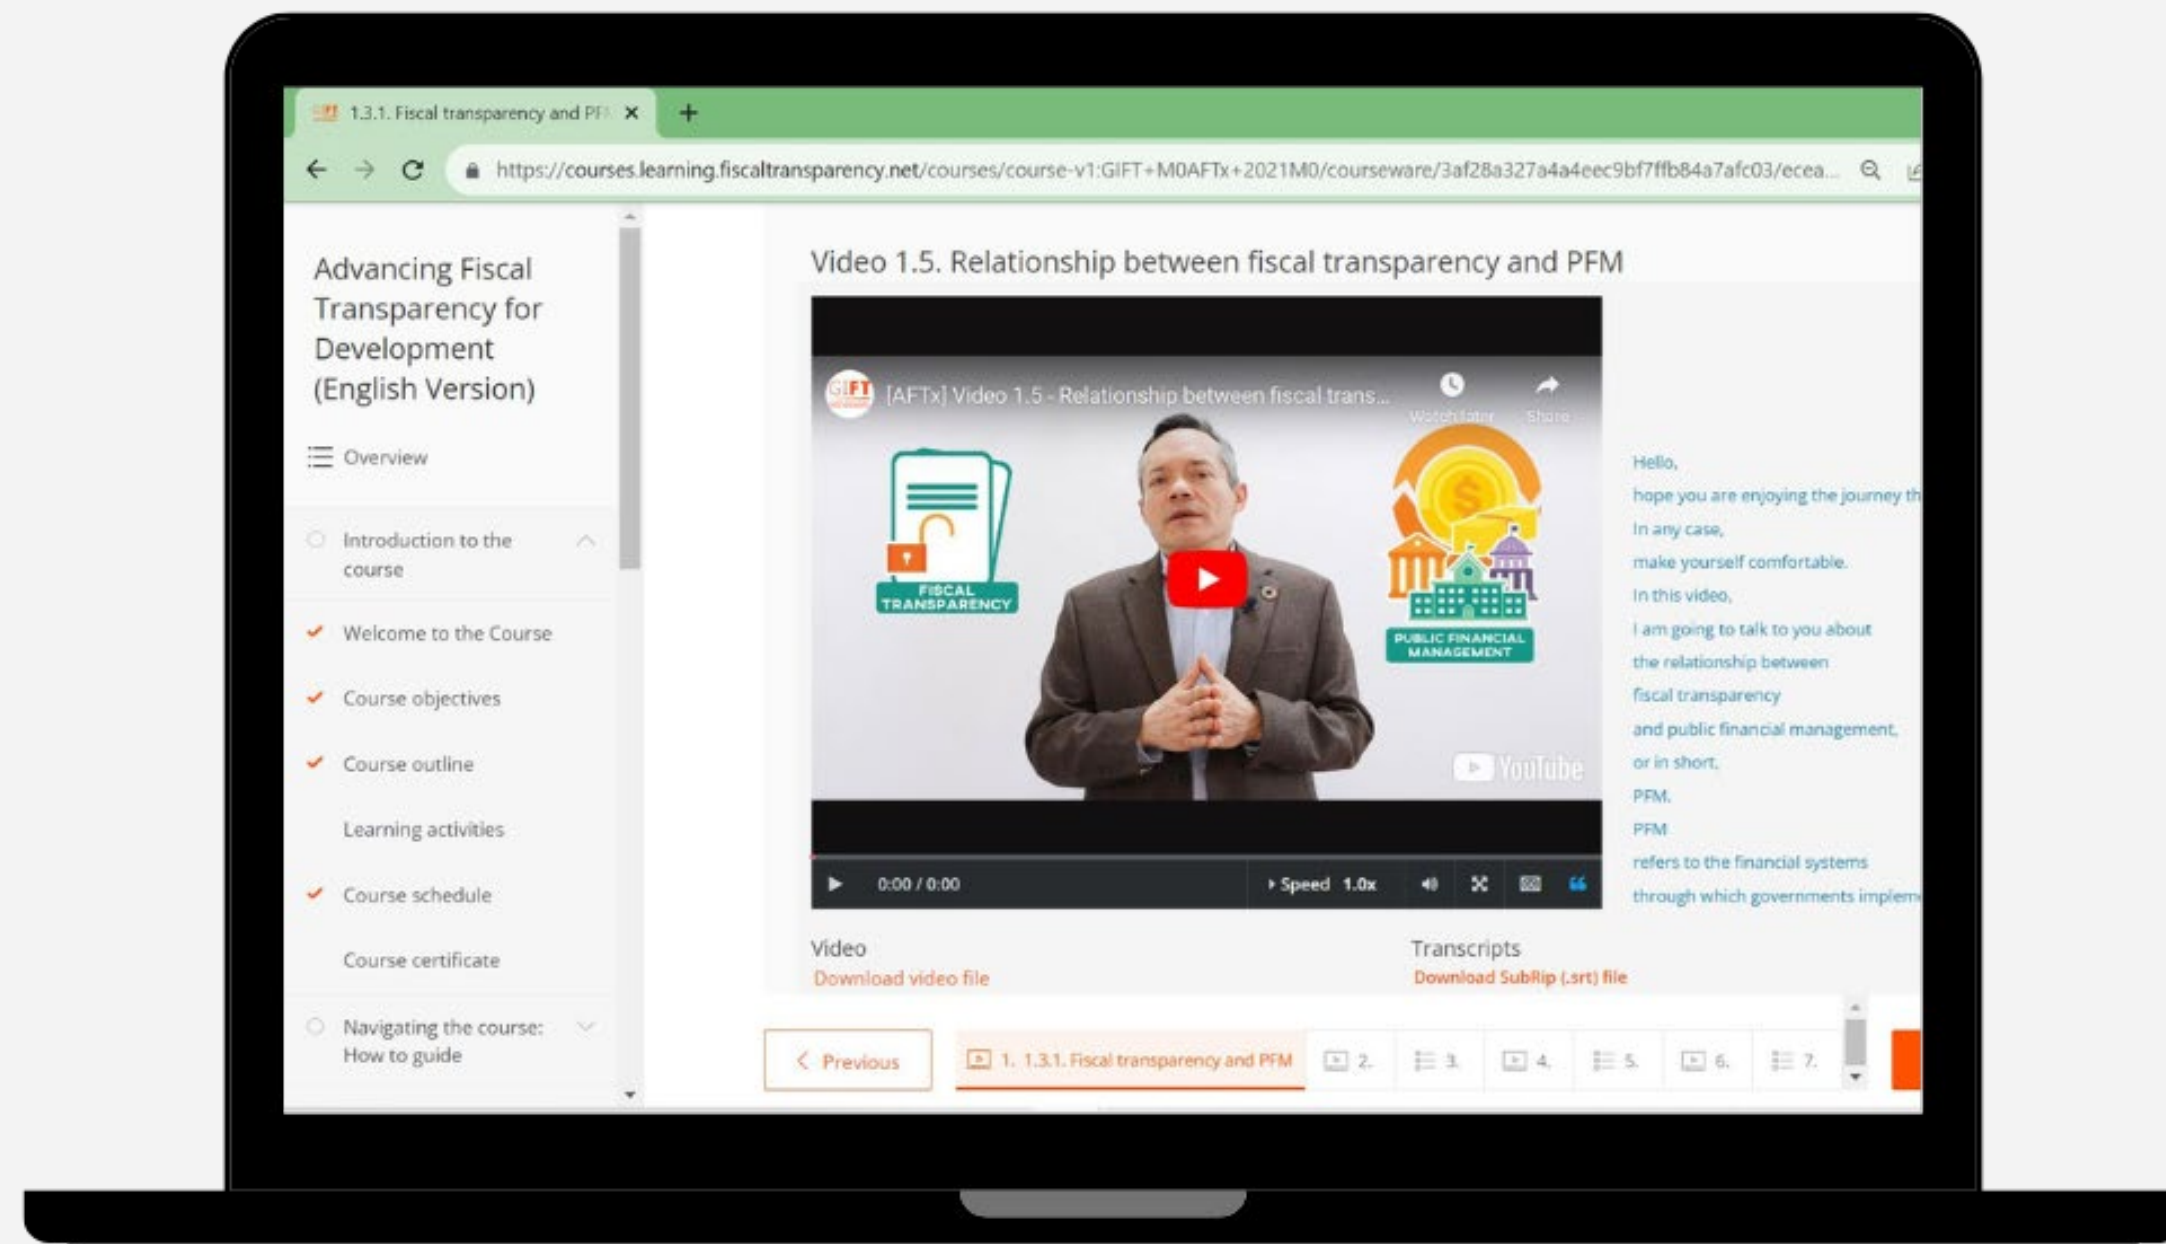 1.3.1. Fiscal transparency and PF
https://courses.learning.fiscaltransparency.net/courses/course-v1:GIFT+M0AFTx+2021M0/courseware/3af28a327a4a4eec9bf7ffb84a7afc03/ecea...
Advancing Fiscal
Transparency for
Development
(English Version)
Overview
Introduction to the
course
Welcome to the Course
Course objectives
Course outline
Learning activities
Course schedule
Course certificate
Navigating the course:
How to guide
Video 1.5. Relationship between fiscal transparency and PFM
GIFT
[AFTx] Video 1.5 - Relationship between fiscal trans...
Watch later
Share
FISCAL
TRANSPARENCY
PUBLIC FINANCIAL
MANAGEMENT
YouTube
0:00 / 0:00
Speed 1.0x
Hello,
hope you are enjoying the journey th
In any case,
make yourself comfortable.
In this video,
I am going to talk to you about
the relationship between
fiscal transparency
and public financial management,
or in short,
PFM.
PFM
refers to the financial systems
through which governments implem
Video
Download video file
Transcripts
Download SubRip (.srt) file
Previous
1. 1.3.1. Fiscal transparency and PFM
2.
3.
4.
5.
6.
7.